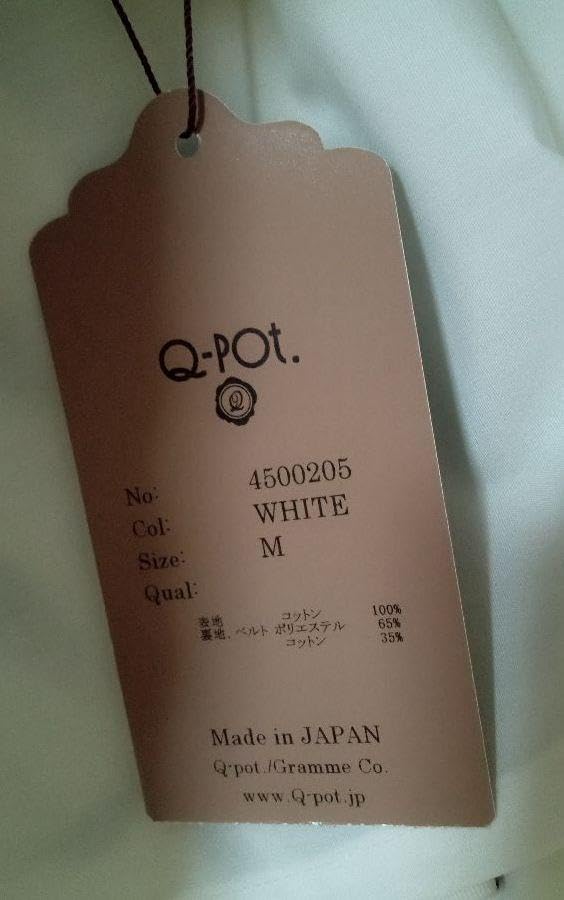 Q-pot.
Q
No: 4500205
Col: WHITE
Size: M
Qual:
表地 コットン 100%
裏地.ベルト ポリエステル 65%
コットン 35%
Made in JAPAN
Q-pot./Gramme Co.
www.Q-pot.jp